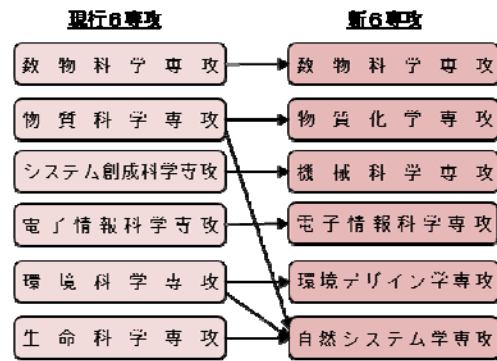 現行6専攻
新6専攻
数物科学専攻
数物科学専攻
物質科学専攻
物質化学専攻
システム創成科学専攻
機械科学専攻
電子情報科学専攻
電子情報科学専攻
環境科学専攻
環境デザイン学専攻
生命科学専攻
自然システム学専攻